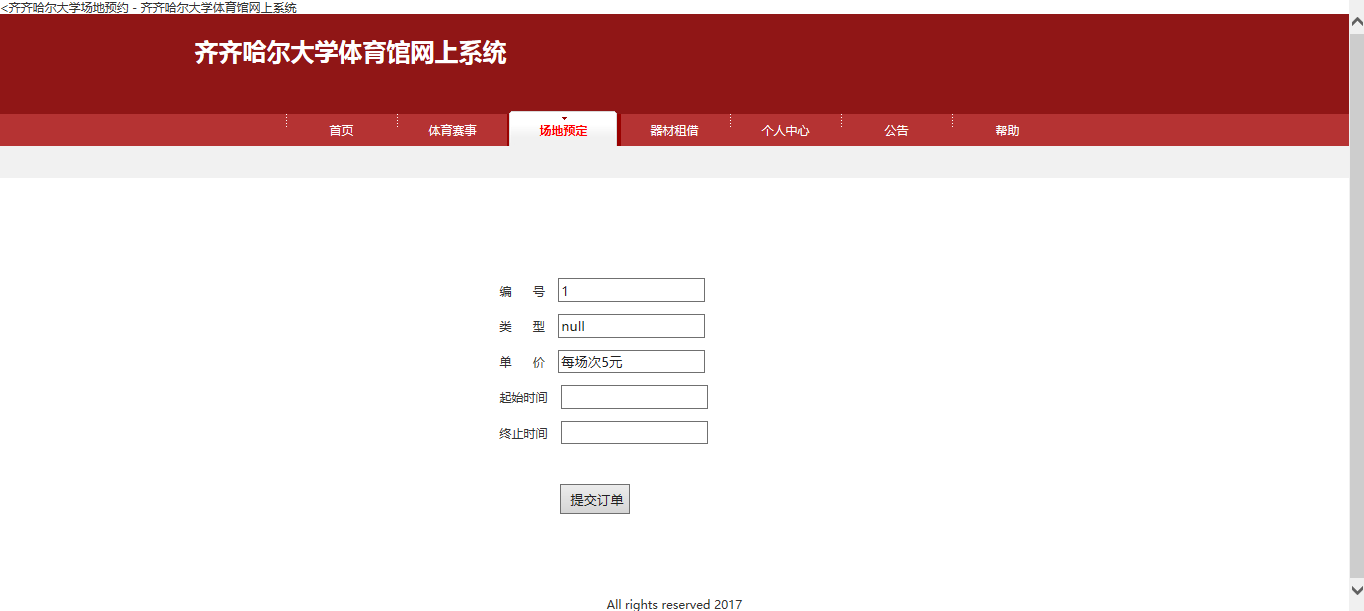 <齐齐哈尔大学场地预约 - 齐齐哈尔大学体育馆网上系统
齐齐哈尔大学体育馆网上系统
首页 体育赛事 场地预定 器材租借 个人中心 公告 帮助
编 号 1
类 型 null
单 价 每场次5元
起始时间
终止时间
提交订单
All rights reserved 2017